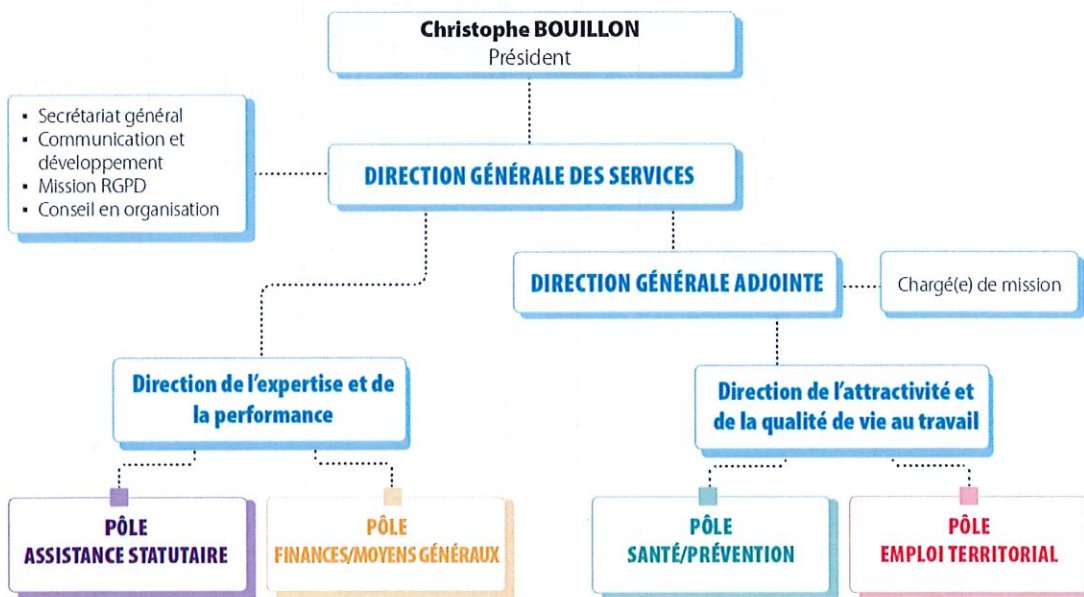 Christophe BOUILLON
Président
▪ Secrétariat général
▪ Communication et
développement
▪ Mission RGPD
▪ Conseil en organisation
DIRECTION GÉNÉRALE DES SERVICES
DIRECTION GÉNÉRALE ADJOINTE
Chargé(e) de mission
Direction de l'expertise et de
la performance
Direction de l'attractivité et
de la qualité de vie au travail
PÔLE
ASSISTANCE STATUTAIRE
PÔLE
FINANCES/MOYENS GÉNÉRAUX
PÔLE
SANTÉ/PRÉVENTION
PÔLE
EMPLOI TERRITORIAL